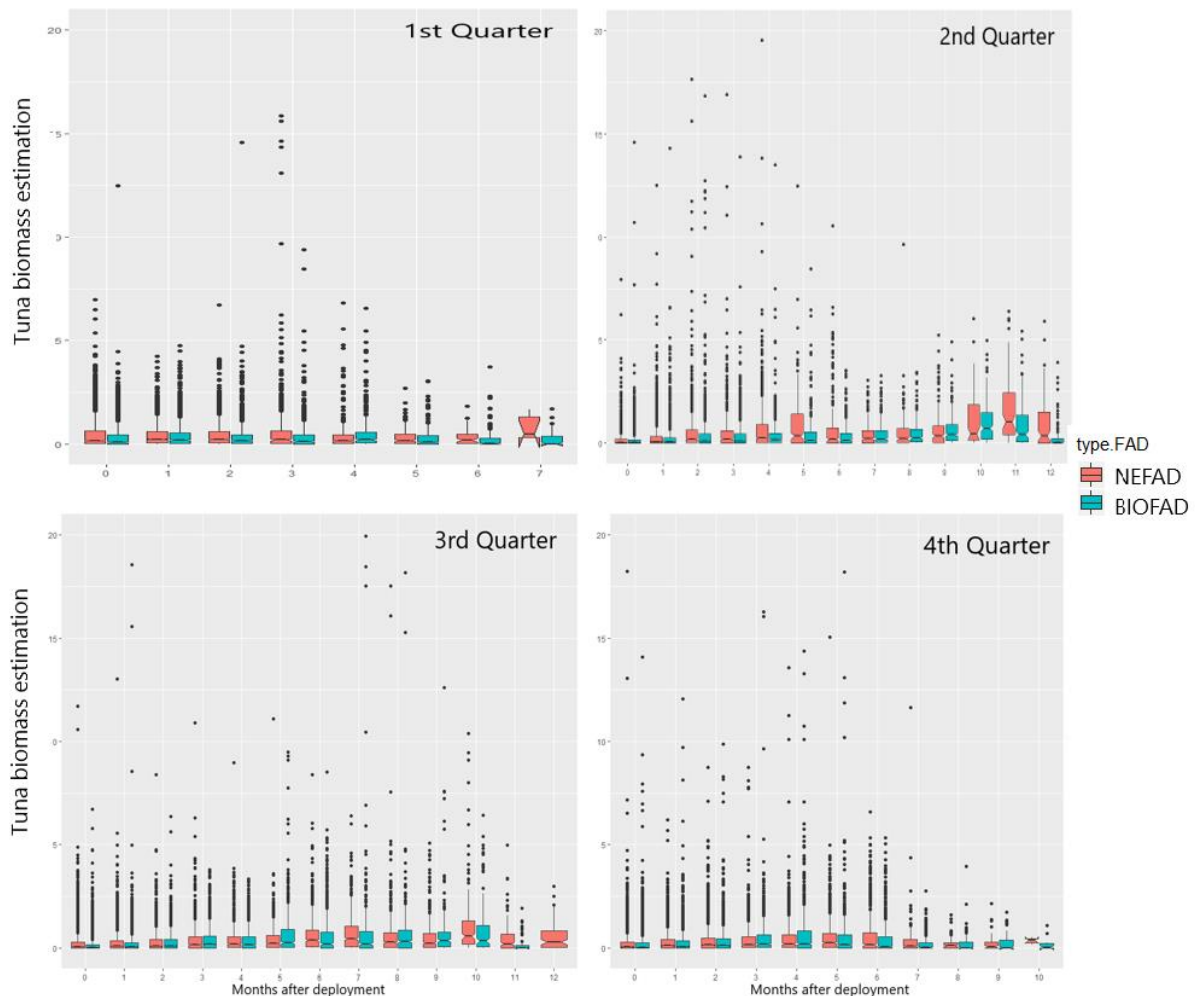 1st Quarter
Tuna biomass estimation
20
5
5
0
0 1 2 3 4 5 6 7
2nd Quarter
20
15
0
5
0
0 1 2 3 4 5 6 7 8 9 10 11 12
type.FAD
NEFAD
BIOFAD
3rd Quarter
Tuna biomass estimation
20
15
0
5
0
0 1 2 3 4 5 6 7 8 9 10 11 12
Months after deployment
4th Quarter
20
15
10
5
0
0 1 2 3 4 5 6 7 8 9 10
Months after deployment